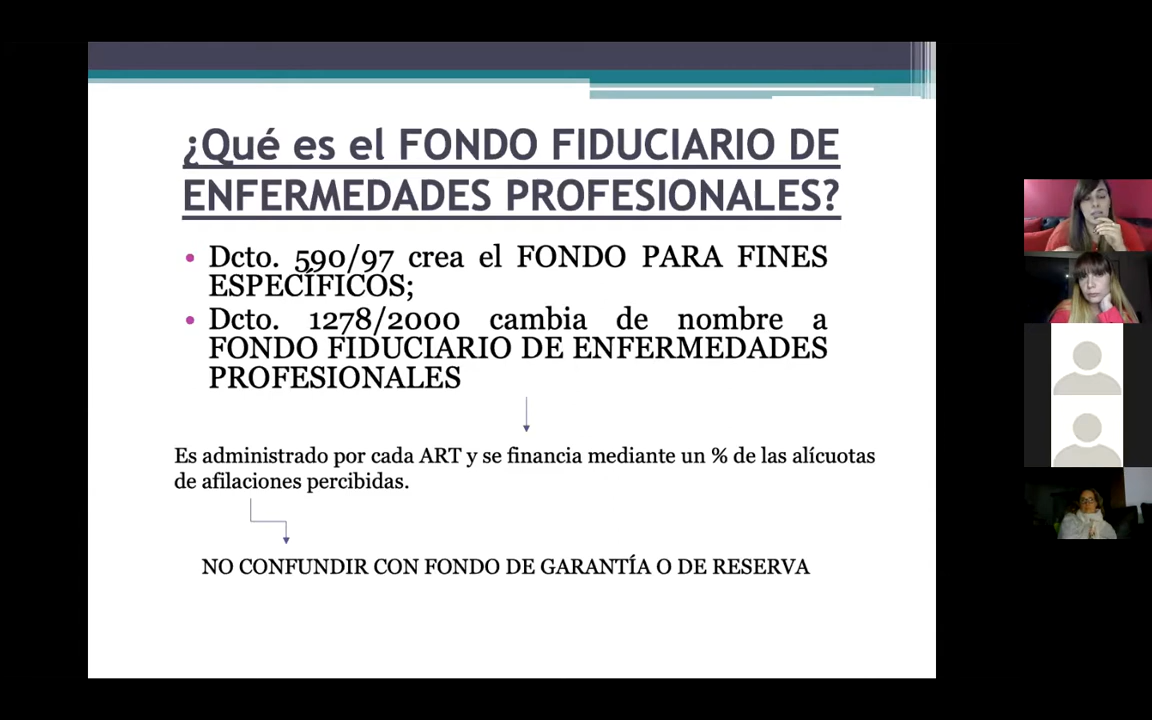 ¿Qué es el FONDO FIDUCIARIO DE
ENFERMEDADES PROFESIONALES?
• Dcto. 590/97 crea el FONDO PARA FINES
ESPECÍFICOS;
• Dcto. 1278/2000 cambia de nombre a
FONDO FIDUCIARIO DE ENFERMEDADES
PROFESIONALES
Es administrado por cada ART y se financia mediante un % de las alícuotas
de afilaciones percibidas.
NO CONFUNDIR CON FONDO DE GARANTÍA O DE RESERVA